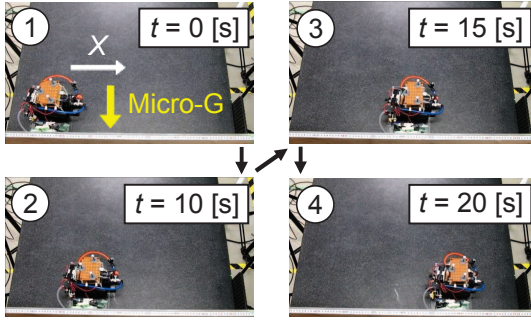 1
t = 0 [s]
X
Micro-G
2
t = 10 [s]
3
t = 15 [s]
4
t = 20 [s]